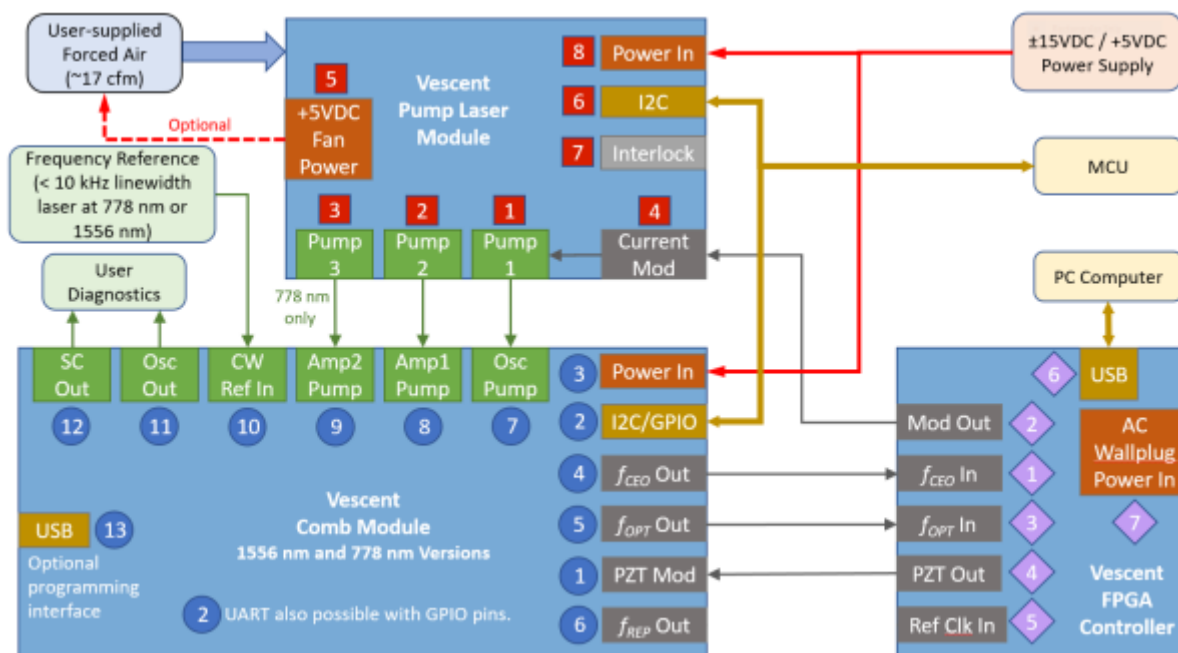 User-supplied
Forced Air
(~17 cfm)
Optional
Frequency Reference
(< 10 kHz linewidth
laser at 778 nm or
1556 nm)
User
Diagnostics
Vescent
Pump Laser
Module
5
+5VDC
Fan
Power
8
Power In
6
I2C
7
Interlock
3
2
1
4
Pump
3
Pump
2
Pump
1
Current
Mod
±15VDC / +5VDC
Power Supply
MCU
PC Computer
778 nm
only
SC
Out
Osc
Out
CW
Ref In
Amp2
Pump
Amp1
Pump
Osc
Pump
12
11
10
9
8
7
3
Power In
2
I2C/GPIO
4
fCEO Out
5
fOPT Out
1
PZT Mod
6
fREP Out
Vescent
Comb Module
1556 nm and 778 nm Versions
USB
13
Optional
programming
interface
2
UART also possible with GPIO pins.
6
USB
Mod Out
2
fCEO In
1
fOPT In
3
PZT Out
4
Ref Clk In
5
AC
Wallplug
Power In
7
Vescent
FPGA
Controller